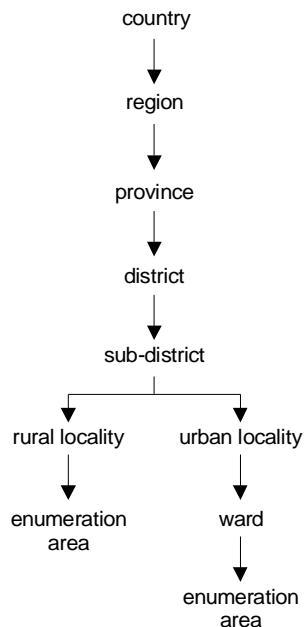 country
region
province
district
sub-district
rural locality
urban locality
enumeration
area
ward
enumeration
area